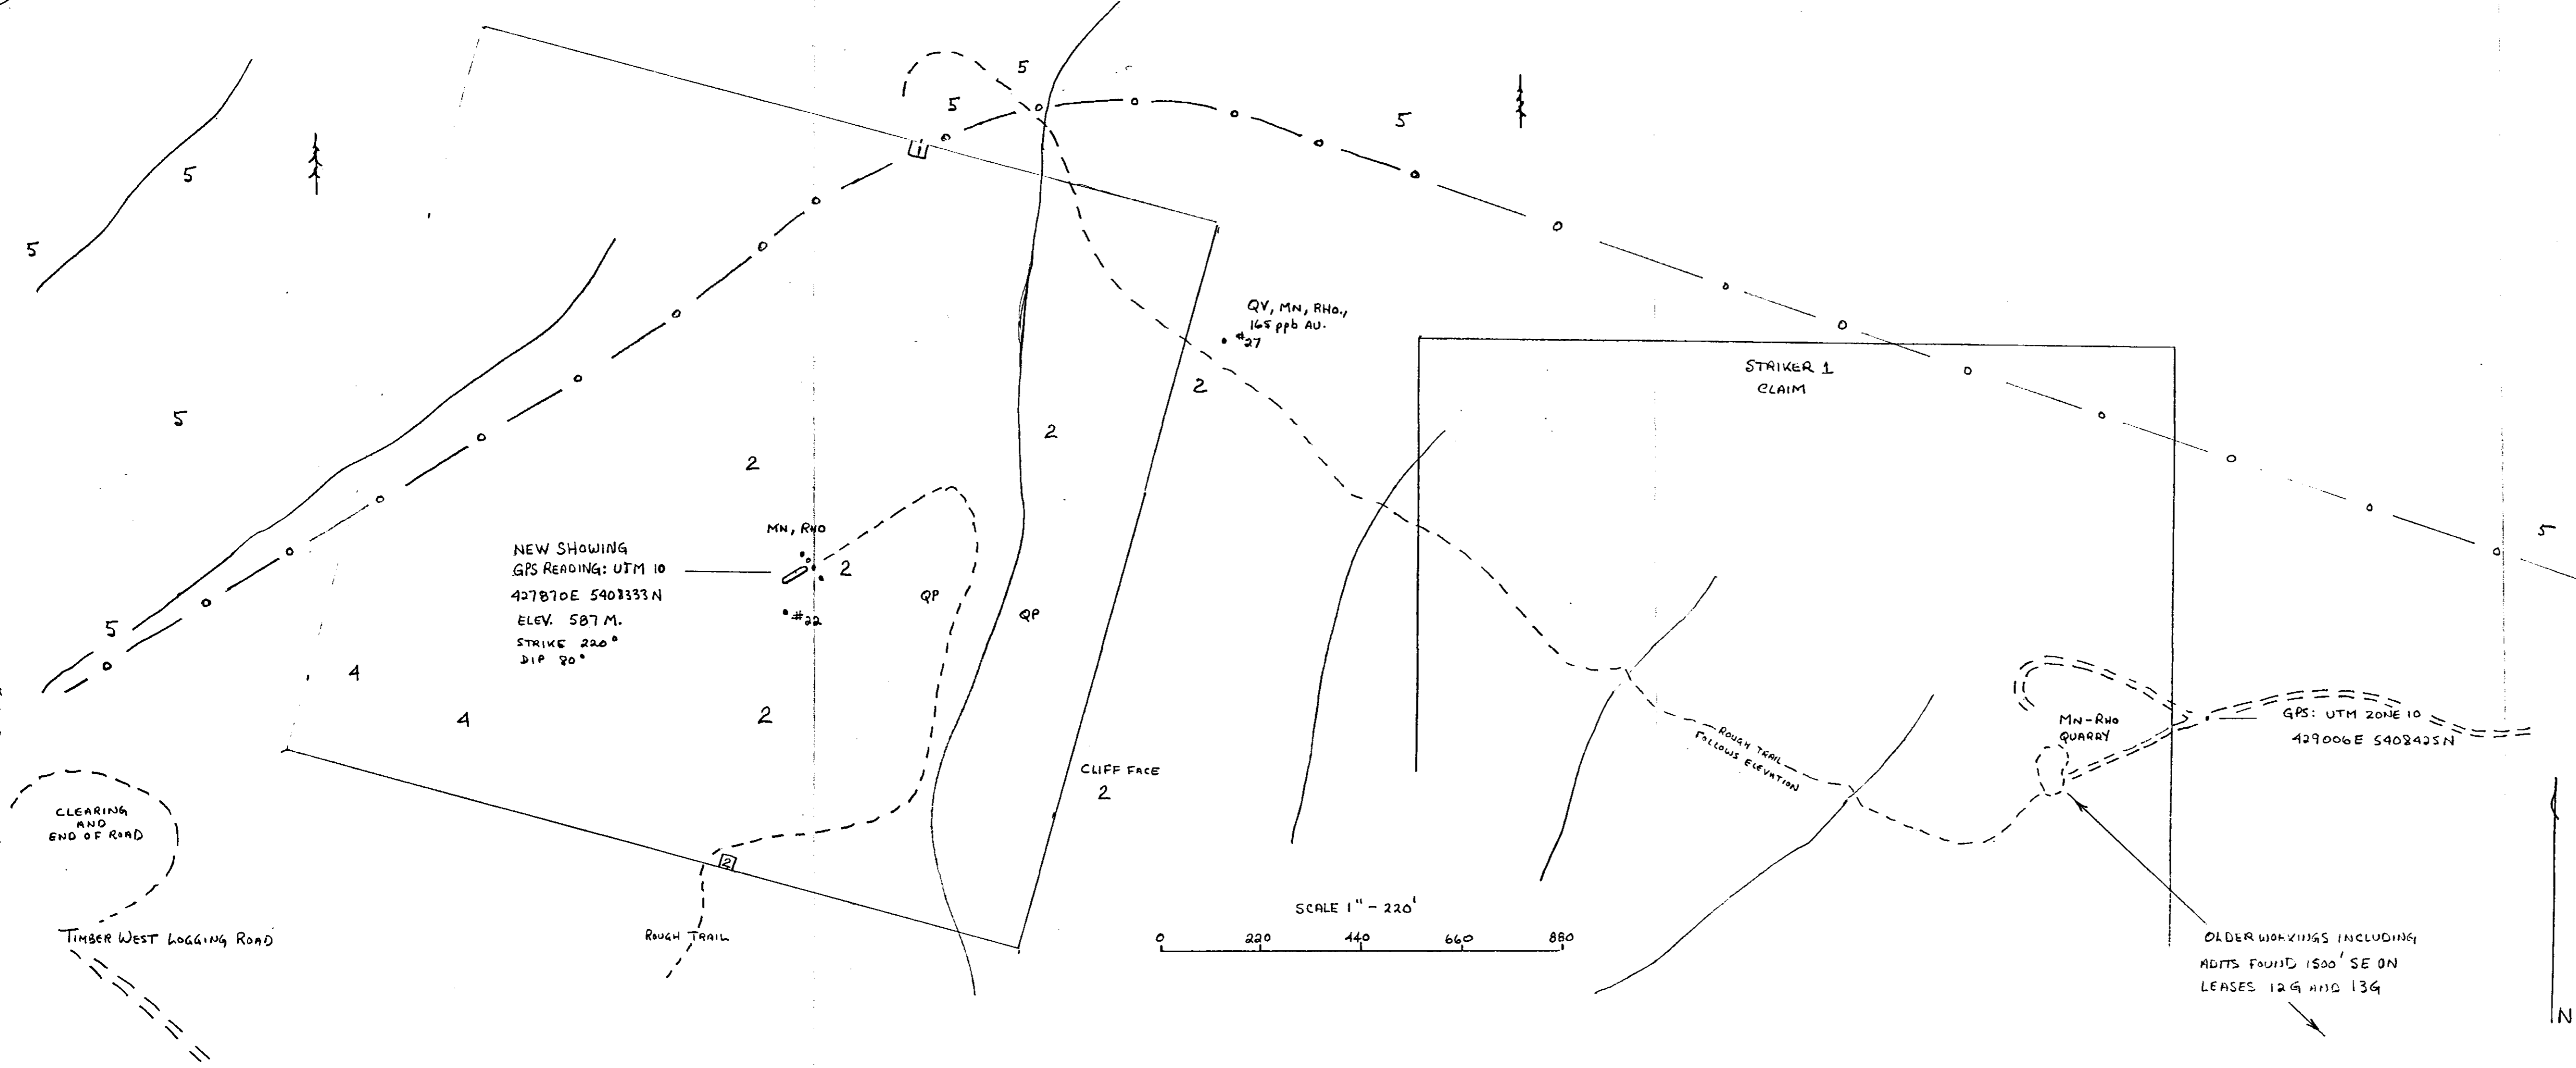 5
5
5
5
5
5
1
QV, MN, RHO.,
165 ppb AU.
#27
2
STRIKER 1
CLAIM
5
2
2
MN, RHO
NEW SHOWING
GPS READING: UTM 10
427870E 5408333N
ELEV. 587 M.
STRIKE 220°
DIP 80°
2
#22
QP
QP
5
5
4
4
2
MN-RHO
QUARRY
GPS: UTM ZONE 10
429006E 5408425N
ROUGH TRAIL
FOLLOWS ELEVATION
CLIFF FACE
2
CLEARING
AND
END OF ROAD
2
TIMBER WEST LOGGING ROAD
ROUGH TRAIL
SCALE 1" - 220'
0 220 440 660 880
OLDER WORKINGS INCLUDING
ADITS FOUND 1500' SE ON
LEASES 12G AND 13G
N